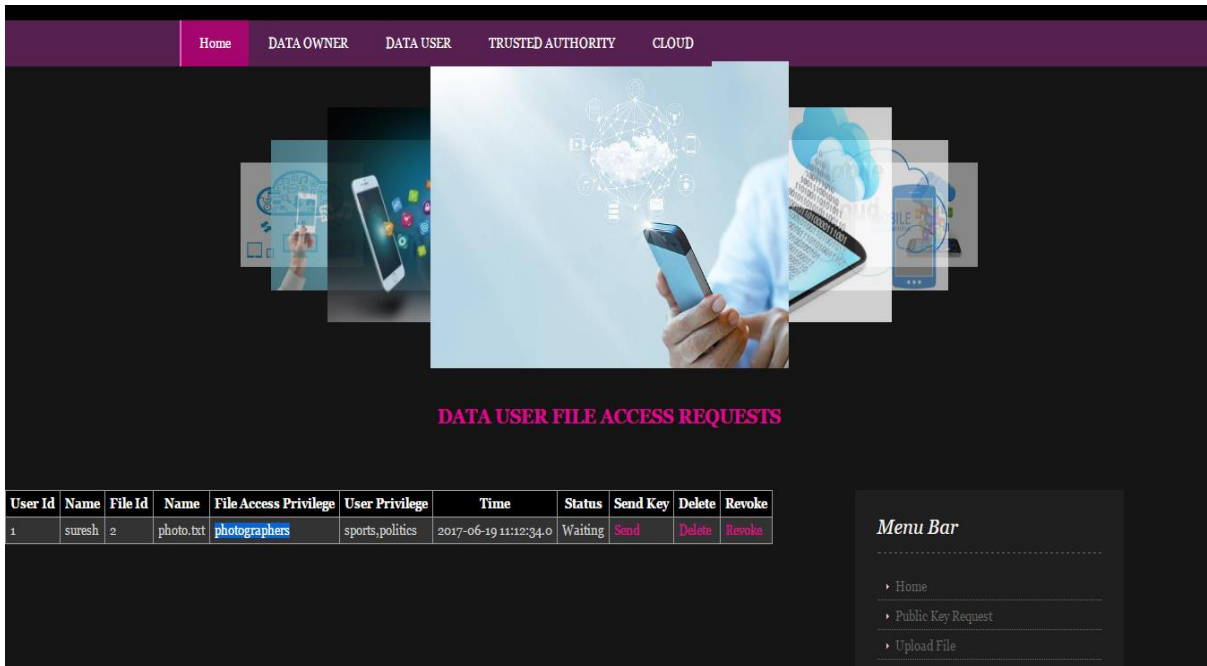 Home DATA OWNER DATA USER TRUSTED AUTHORITY CLOUD
DATA USER FILE ACCESS REQUESTS
User Id Name File Id Name File Access Privilege User Privilege Time Status Send Key Delete Revoke
1 suresh 2 photo.txt photographers sports,politics 2017-06-19 11:12:34.0 Waiting Send Delete Revoke
Menu Bar
Home
Public Key Request
Upload File